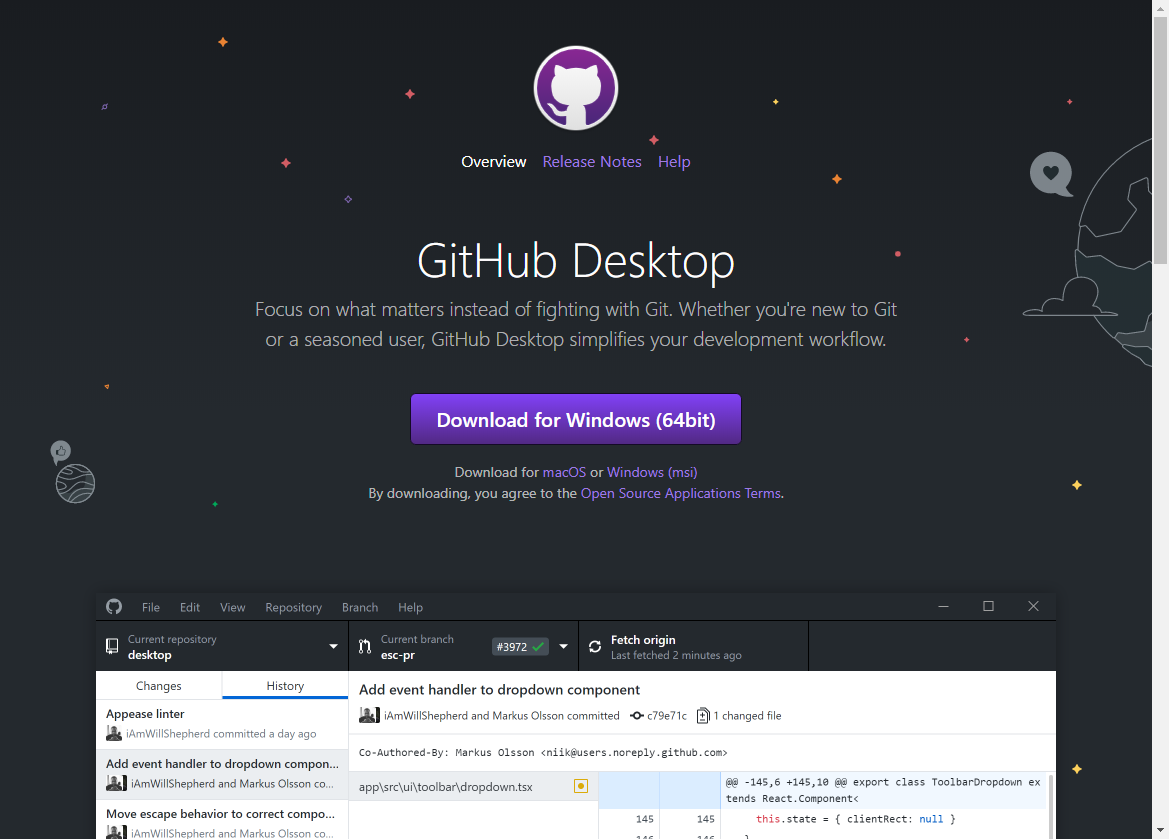 Overview Release Notes Help
GitHub Desktop
Focus on what matters instead of fighting with Git. Whether you're new to Git
or a seasoned user, GitHub Desktop simplifies your development workflow.
Download for Windows (64bit)
Download for macOS or Windows (msi)
By downloading, you agree to the Open Source Applications Terms.
File Edit View Repository Branch Help
Current repository
desktop
Current branch
esc-pr
#3972
Fetch origin
Last fetched 2 minutes ago
Changes History
Appease linter
iAmWillShepherd committed a day ago
Add event handler to dropdown compon...
iAmWillShepherd and Markus Olsson co...
Move escape behavior to correct compo...
iAmWillShepherd and Markus Olsson co...
Add event handler to dropdown component
iAmWillShepherd and Markus Olsson committed c79e71c 1 changed file
Co-Authored-By: Markus Olsson <niik@users.noreply.github.com>
app\src\ui\toolbar\dropdown.tsx
@@ -145,6 +145,10 @@ export class ToolbarDropdown ex
tends React.Component<
145 145 this.state = { clientRect: null }
146 146 }